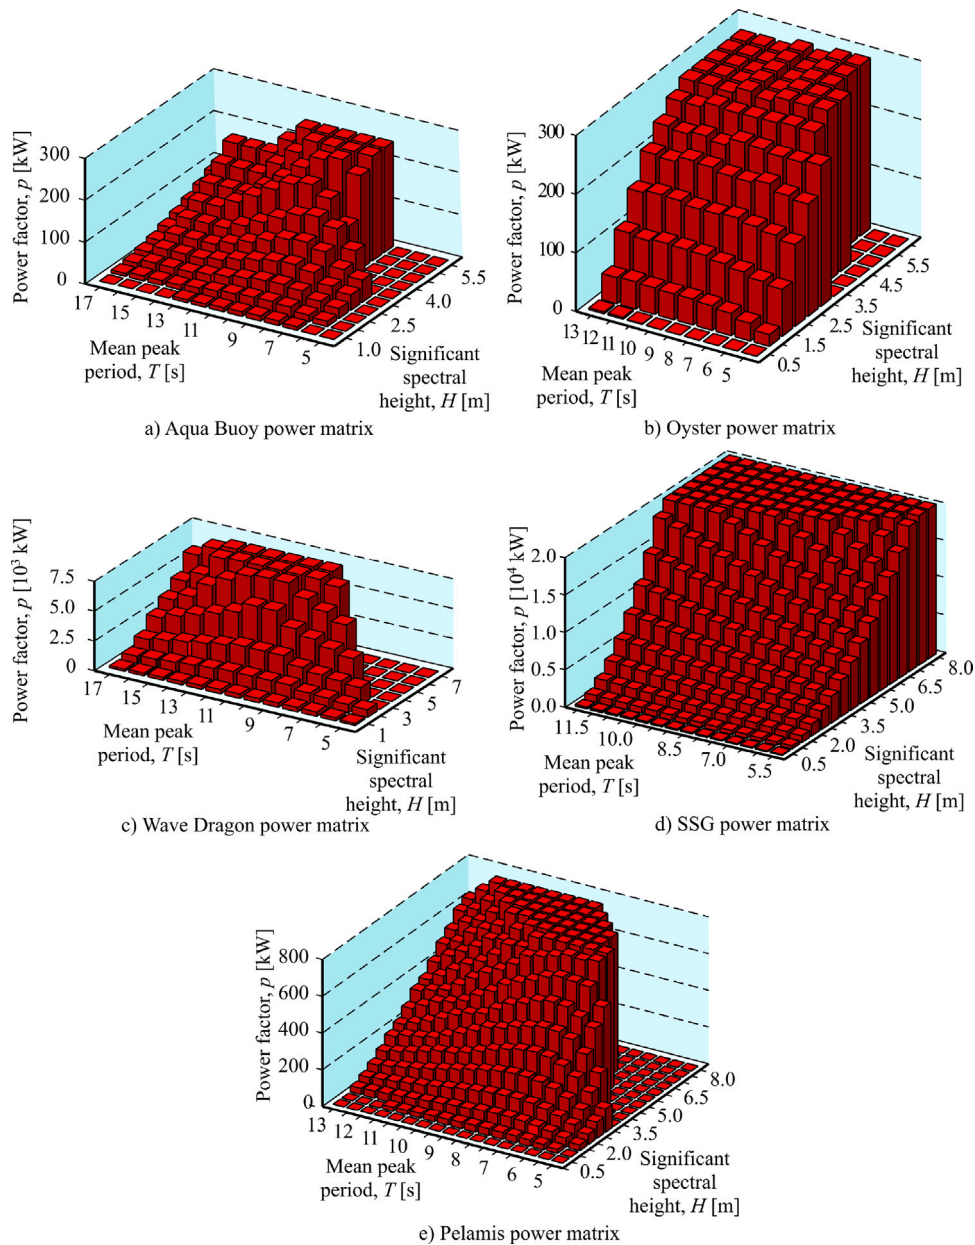 Power factor, p [kW]
300
200
100
0
17
15
13
11
9
7
5
Mean peak
period, T [s]
1.0
2.5
4.0
5.5
Significant
spectral
height, H [m]
a) Aqua Buoy power matrix
Power factor, p [kW]
300
200
100
0
13
12
11
10
9
8
7
6
5
Mean peak
period, T [s]
0.5
1.5
2.5
3.5
4.5
5.5
Significant
spectral
height, H [m]
b) Oyster power matrix
Power factor, p [10³ kW]
7.5
5.0
2.5
0
17
15
13
11
9
7
5
Mean peak
period, T [s]
1
3
5
7
Significant
spectral
height, H [m]
c) Wave Dragon power matrix
Power factor, p [10⁴ kW]
2.0
1.5
1.0
0.5
0.0
11.5
10.0
8.5
7.0
5.5
Mean peak
period, T [s]
0.5
2.0
3.5
5.0
6.5
8.0
Significant
spectral
height, H [m]
d) SSG power matrix
Power factor, p [kW]
800
600
400
200
0
13
12
11
10
9
8
7
6
5
Mean peak
period, T [s]
0.5
2.0
3.5
5.0
6.5
8.0
Significant
spectral
height, H [m]
e) Pelamis power matrix